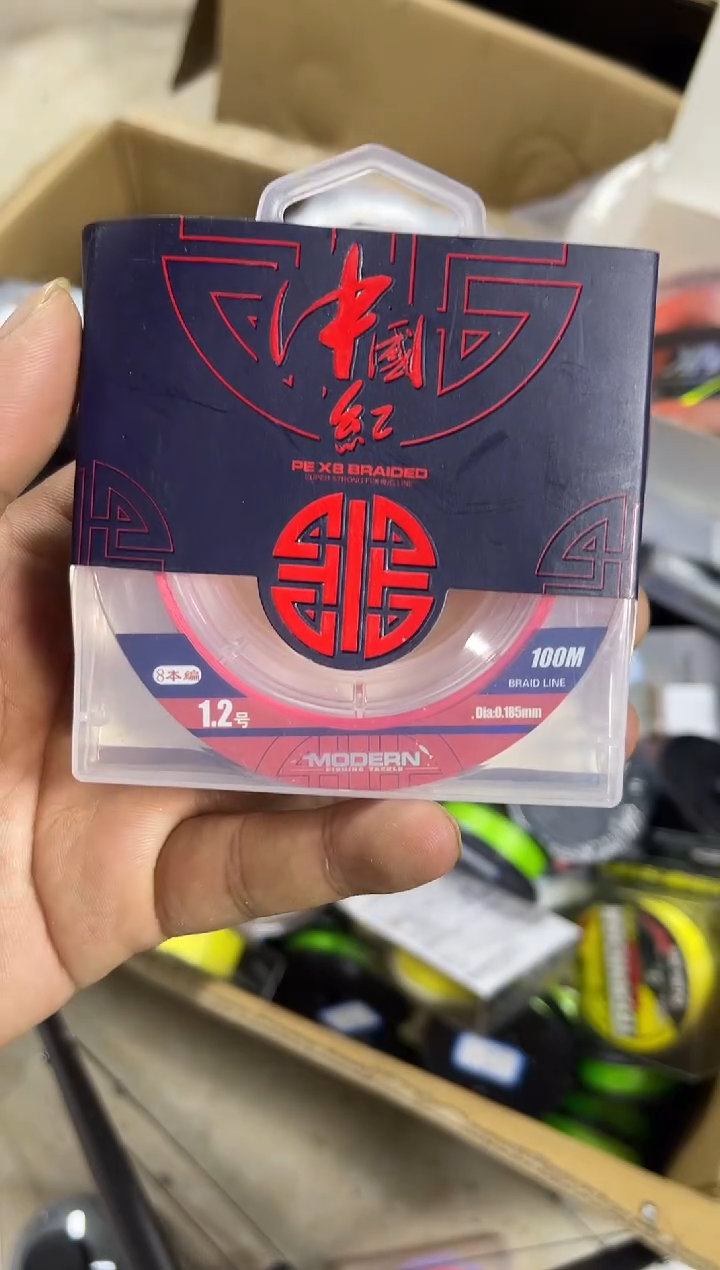 中國
紅
PE X8 BRAIDED
SUPER STRONG FISHING LINE
100M
BRAID LINE
8本編
1.2号
Dia:0.185mm
MODERN
FISHING TACKLE